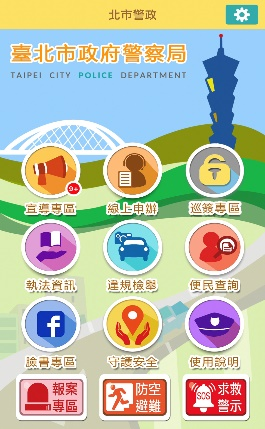 北市警政
臺北市政府警察局
TAIPEI CITY POLICE DEPARTMENT
9+
宣導專區
線上申辦
巡簽專區
執法資訊
違規檢舉
便民查詢
臉書專區
守護安全
使用說明
報案
專區
防空
避難
SOS
求救
警示